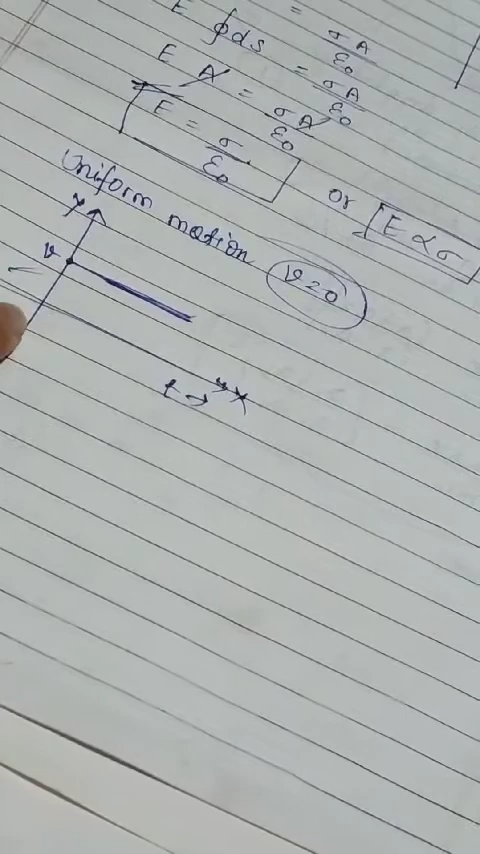 =
E ∮ds = σA/ε₀
E A = σA/ε₀
σA/ε₀
E = σ/ε₀
or E ∝ σ
Uniform motion
v=0
y
v
t → x